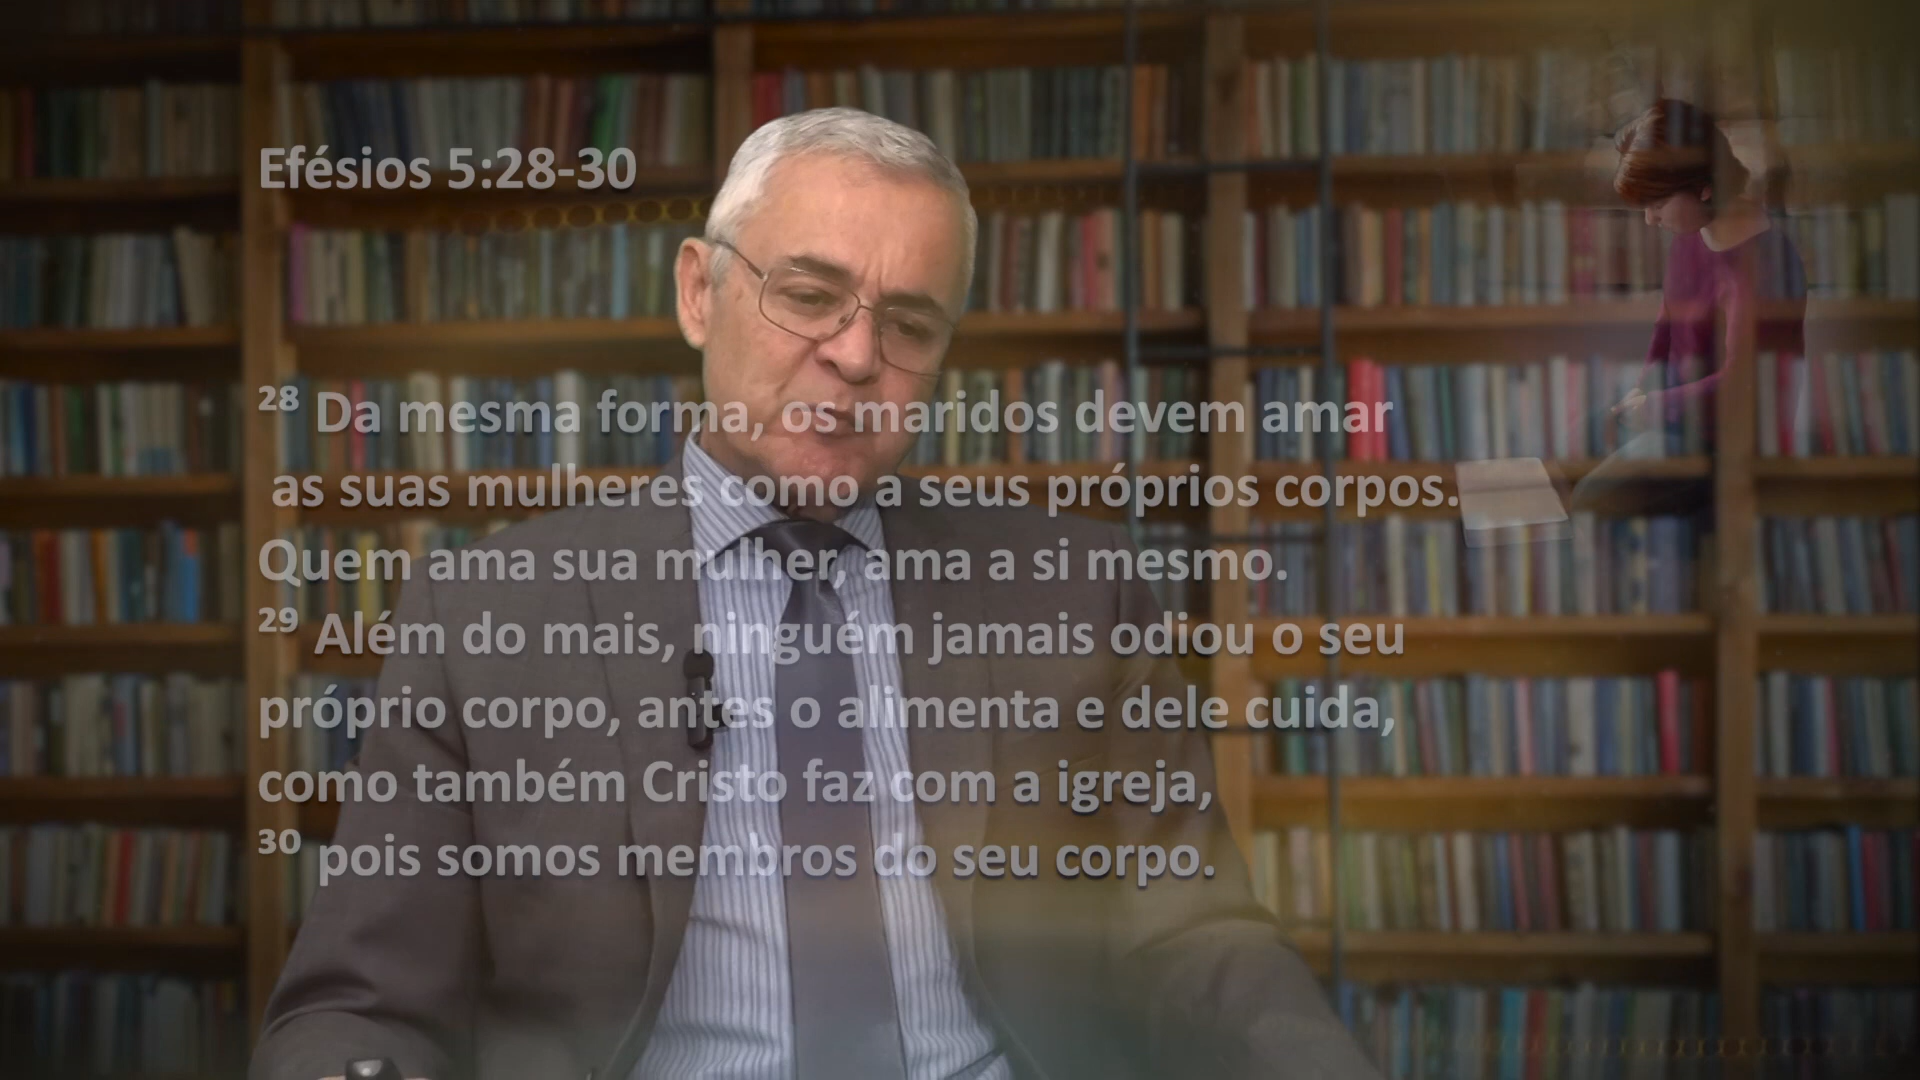 Efésios 5:28-30
28 Da mesma forma, os maridos devem amar
as suas mulheres como a seus próprios corpos.
Quem ama sua mulher, ama a si mesmo.
29 Além do mais, ninguém jamais odiou o seu
próprio corpo, antes o alimenta e dele cuida,
como também Cristo faz com a igreja,
30 pois somos membros do seu corpo.